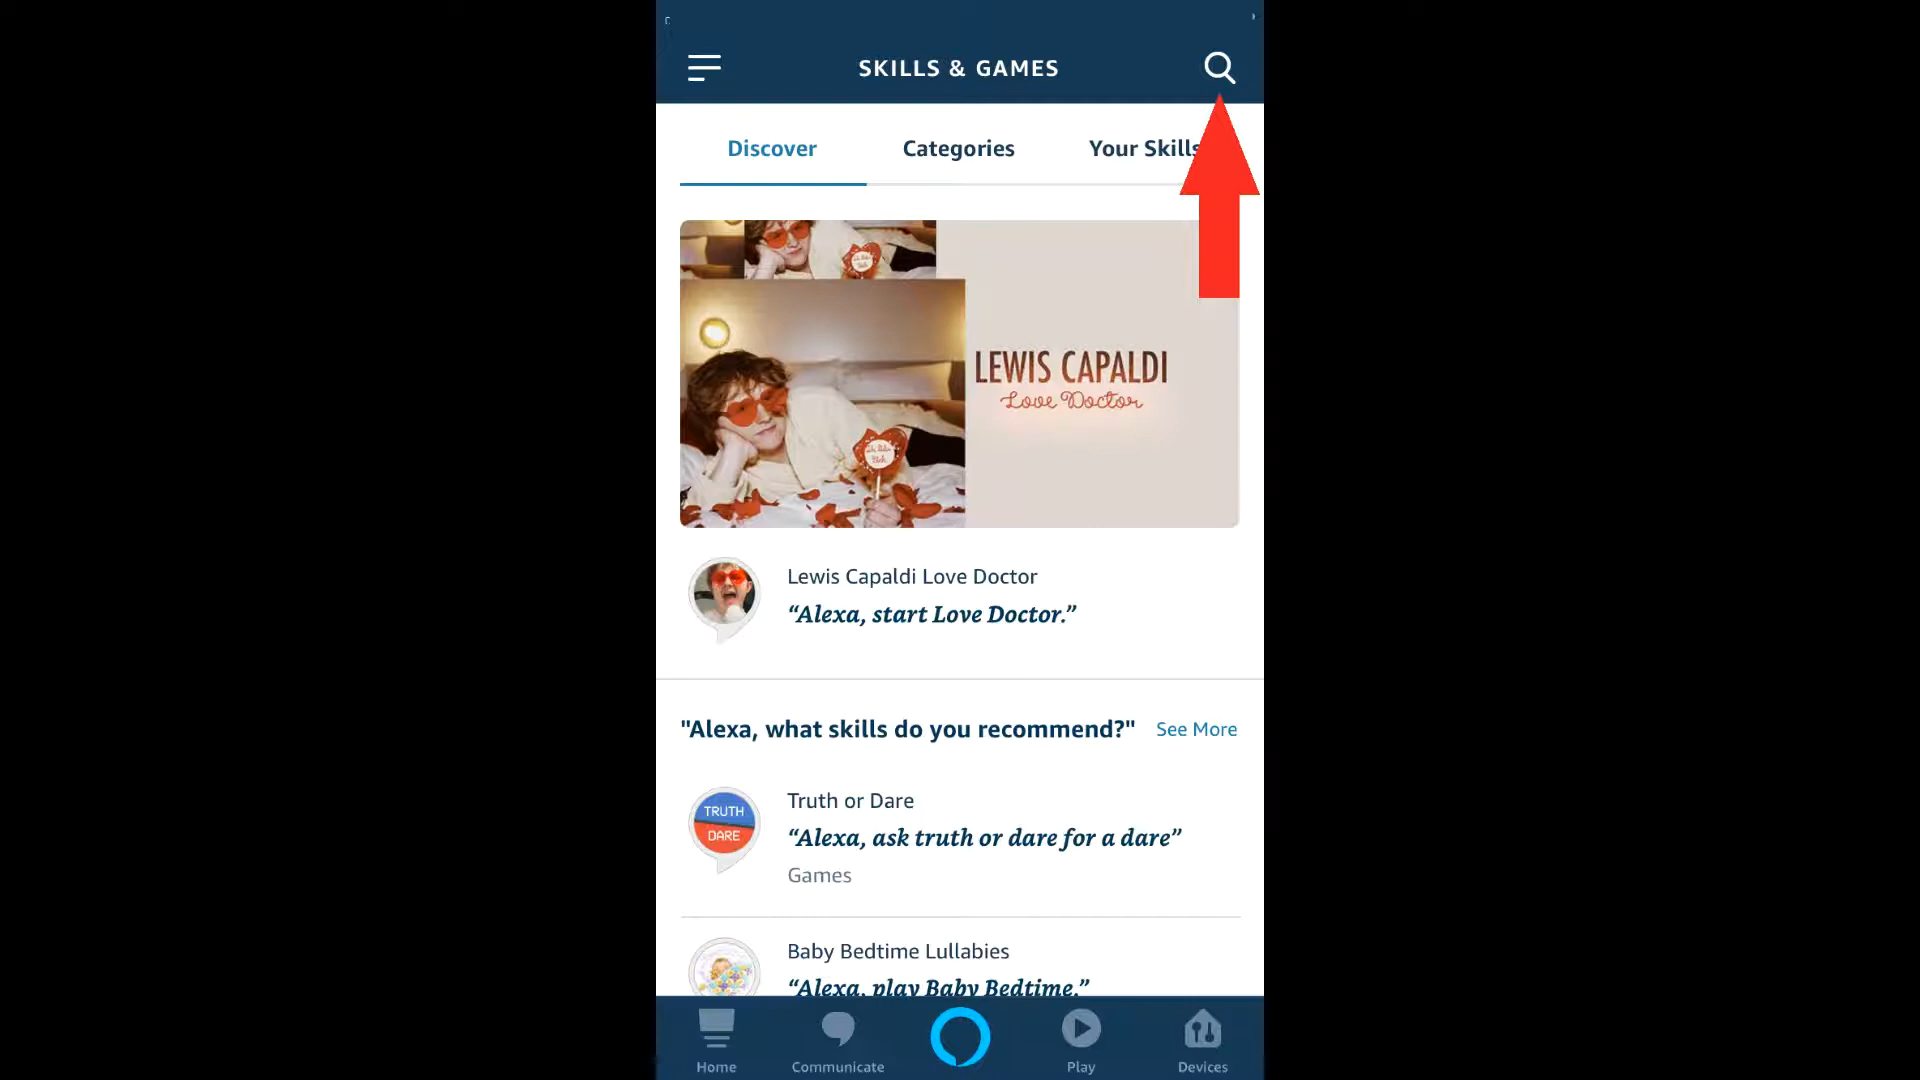 SKILLS & GAMES
Discover Categories Your Skills
LEWIS CAPALDI
Love Doctor
Lewis Capaldi Love Doctor
“Alexa, start Love Doctor.”
"Alexa, what skills do you recommend?" See More
TRUTH
DARE
Truth or Dare
“Alexa, ask truth or dare for a dare”
Games
Baby Bedtime Lullabies
“Alexa, play Baby Bedtime.”
Home Communicate Play Devices